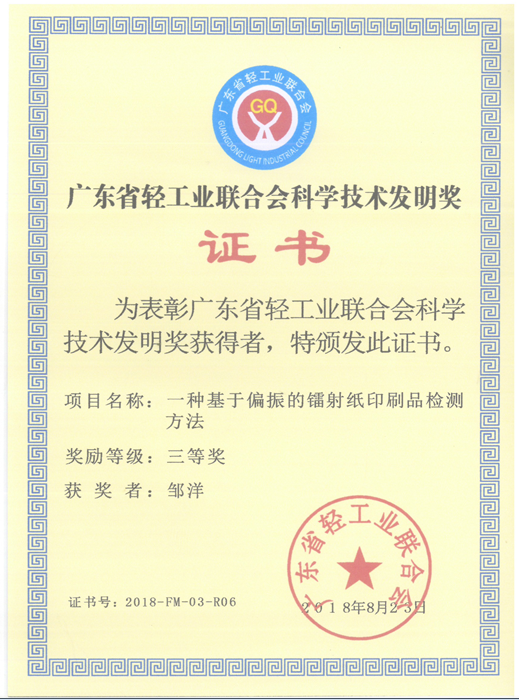 广东省轻工业联合会
GQ
GUANGDONG LIGHT INDUSTRIAL COUNCIL
广东省轻工业联合会科学技术发明奖
证书
为表彰广东省轻工业联合会科学
技术发明奖获得者，特颁发此证书。
项目名称：一种基于偏振的镭射纸印刷品检测
方法
奖励等级：三等奖
获奖者：邹洋
广东省轻工业联合会
证书号：2018-FM-03-R06
2018年8月23日